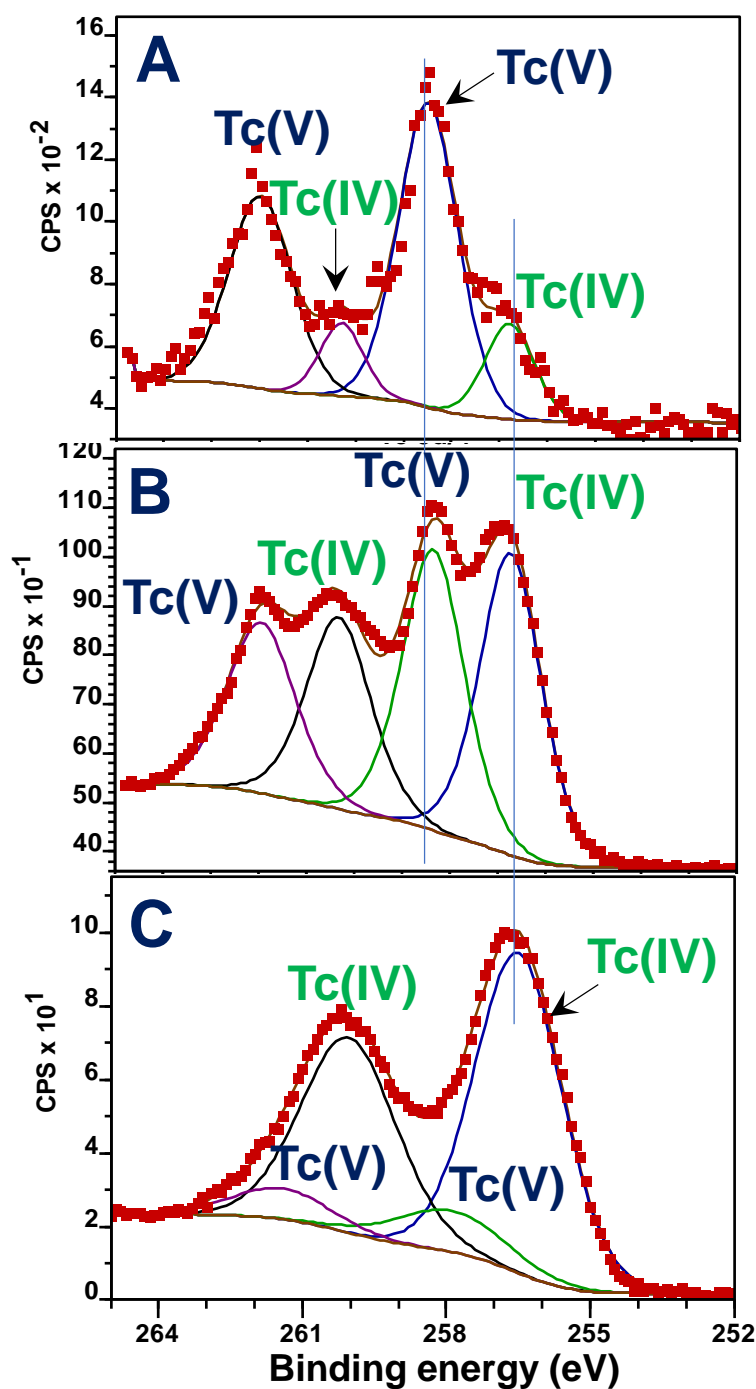 A
Tc(V)
Tc(V)
Tc(IV)
Tc(IV)
CPS x 10-2
16
14
12
10
8
6
4
B
Tc(V)
Tc(IV)
Tc(IV)
Tc(V)
CPS x 10-1
120
110
100
90
80
70
60
50
40
C
Tc(IV)
Tc(IV)
Tc(V)
Tc(V)
CPS x 101
10
8
6
4
2
0
264 261 258 255 252
Binding energy (eV)